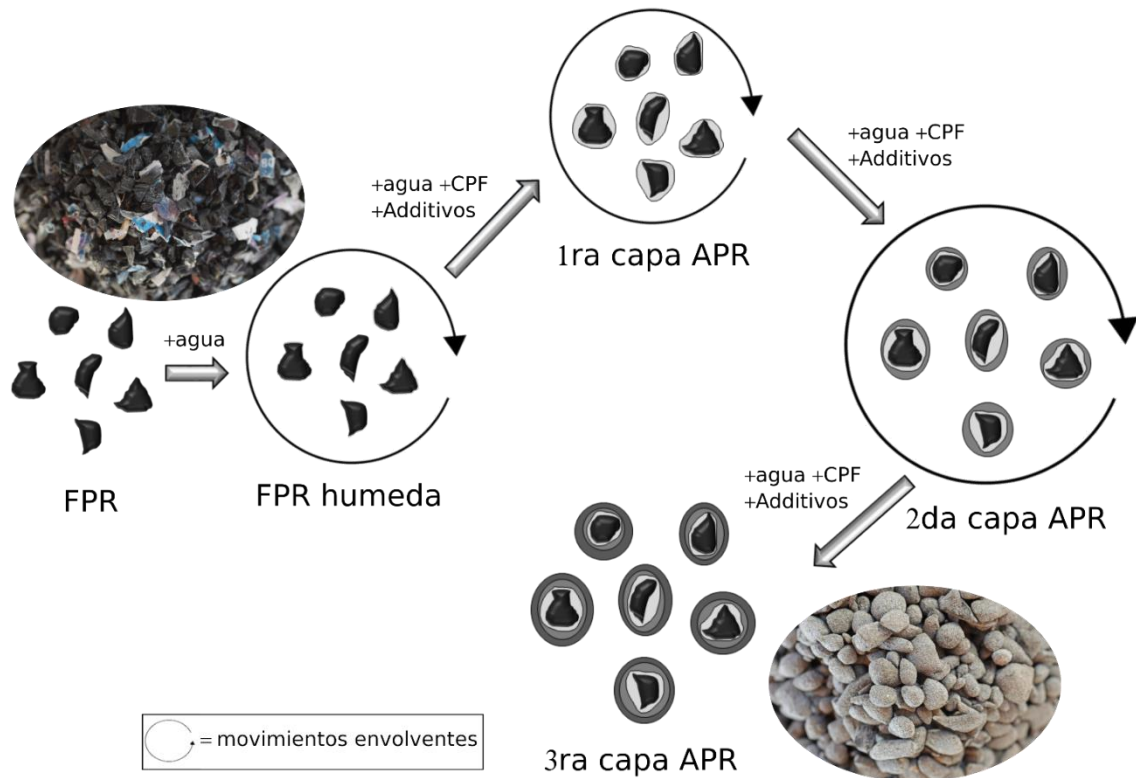 FPR
+agua
FPR humeda
+agua +CPF
+Additivos
1ra capa APR
+agua +CPF
+Additivos
2da capa APR
+agua +CPF
+Additivos
3ra capa APR
= movimientos envolventes